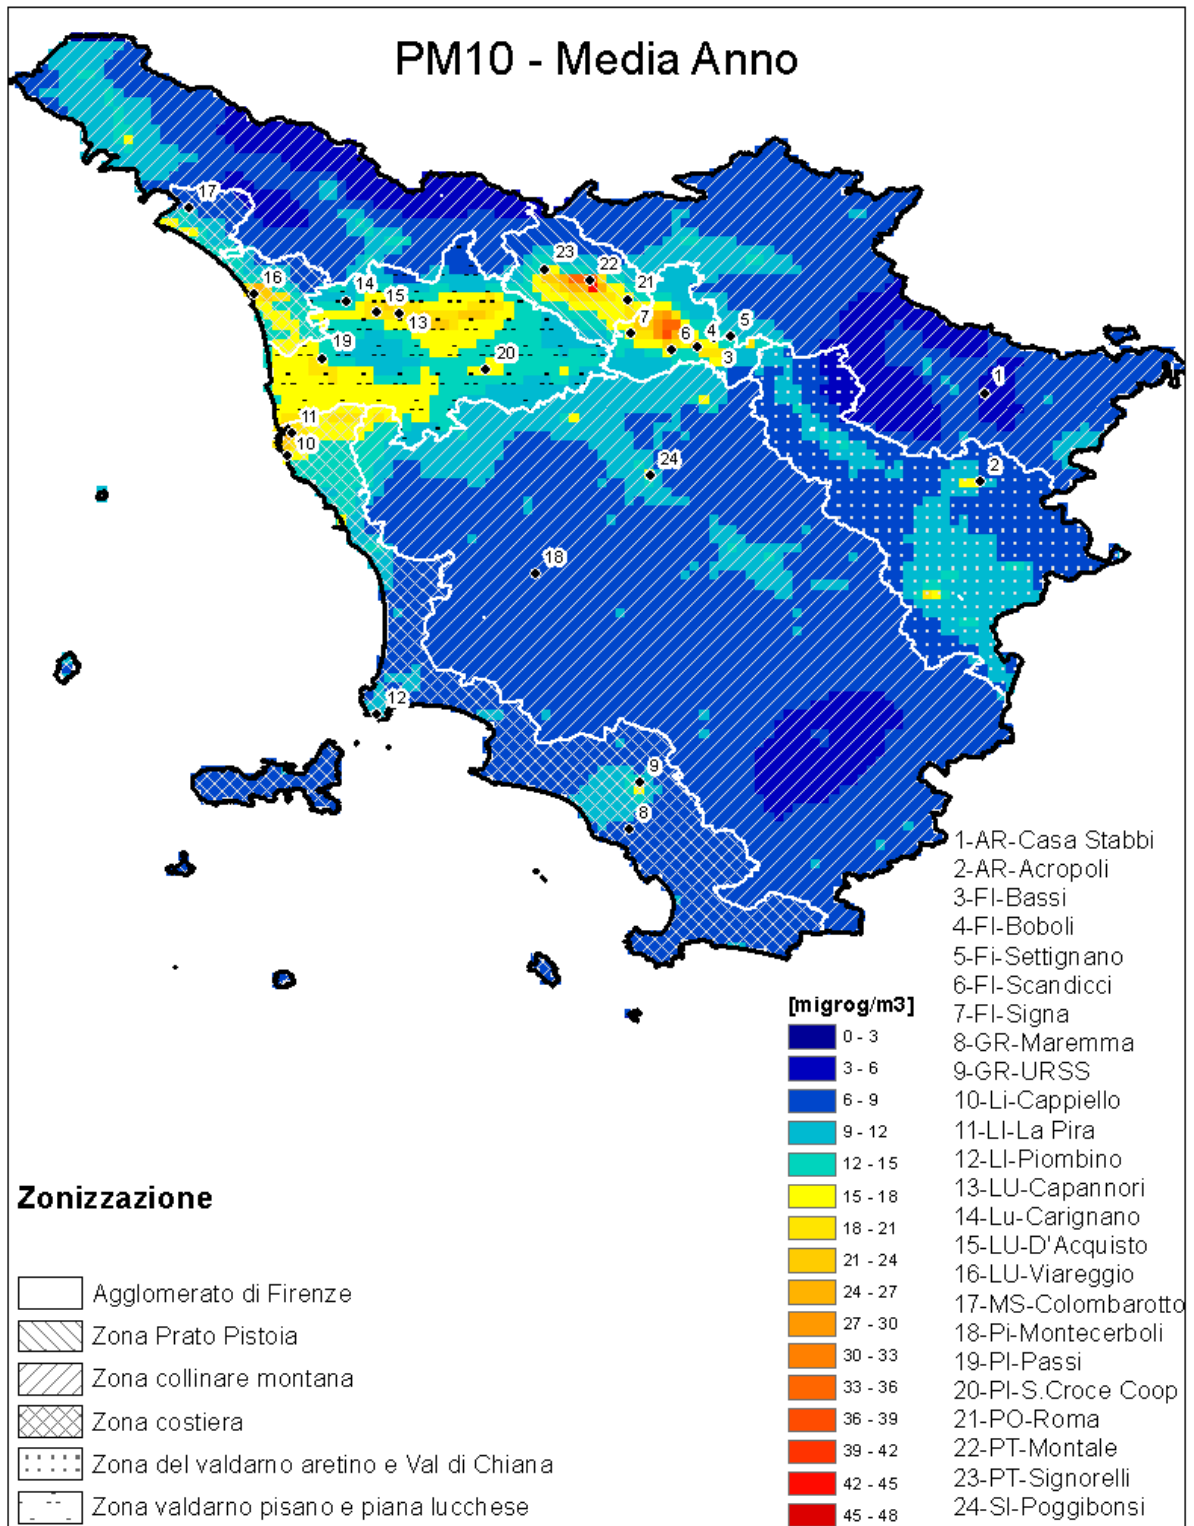 PM10 - Media Anno
17
16
14
15
13
19
20
11
10
23
22
21
7
6
4
5
3
1
2
24
18
12
9
8
1-AR-Casa Stabbi
2-AR-Acropoli
3-FI-Bassi
4-FI-Boboli
5-Fi-Settignano
6-FI-Scandicci
7-FI-Signa
8-GR-Maremma
9-GR-URSS
10-Li-Cappiello
11-LI-La Pira
12-LI-Piombino
13-LU-Capannori
14-Lu-Carignano
15-LU-D'Acquisto
16-LU-Viareggio
17-MS-Colombarotto
18-Pi-Montecerboli
19-PI-Passi
20-PI-S.Croce Coop
21-PO-Roma
22-PT-Montale
23-PT-Signorelli
24-SI-Poggibonsi
[migrog/m3]
0 - 3
3 - 6
6 - 9
9 - 12
12 - 15
15 - 18
18 - 21
21 - 24
24 - 27
27 - 30
30 - 33
33 - 36
36 - 39
39 - 42
42 - 45
45 - 48
Zonizzazione
Agglomerato di Firenze
Zona Prato Pistoia
Zona collinare montana
Zona costiera
Zona del valdarno aretino e Val di Chiana
Zona valdarno pisano e piana lucchese